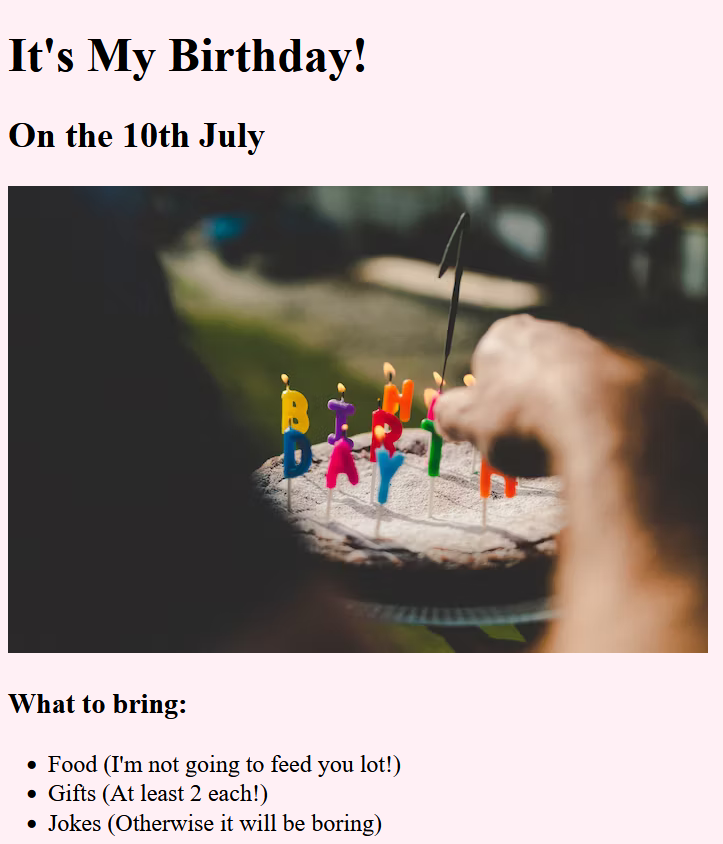 It's My Birthday!
On the 10th July
BIRTH
DAY
What to bring:
Food (I'm not going to feed you lot!)
Gifts (At least 2 each!)
Jokes (Otherwise it will be boring)